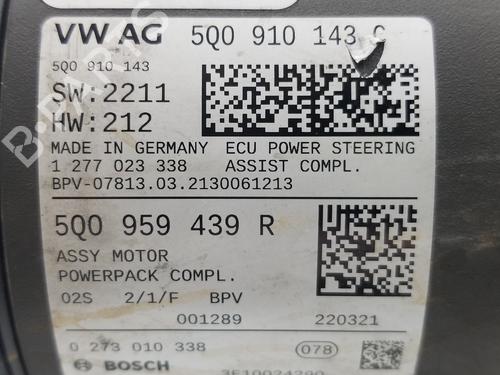 VW AG 5Q0 910 143
5Q0 910 143
SW:2211
HW:212
MADE IN GERMANY ECU POWER STEERING
1 277 023 338 ASSIST COMPL.
BPV-07813.03.2130061213
5Q0 959 439 R
ASSY MOTOR
POWERPACK COMPL.
02S 2/1/F BPV
001289 220321
0 273 010 338 078
BOSCH